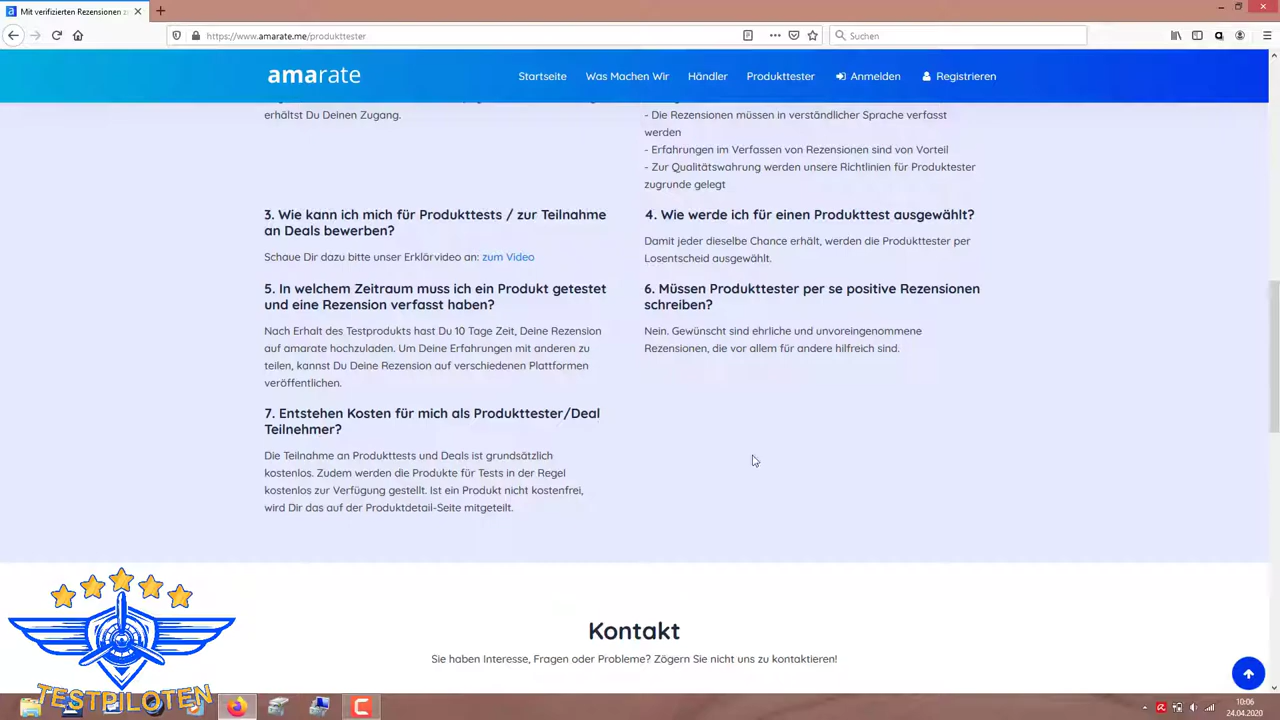 Mit verifizierten Rezensionen z
https://www.amarate.me/produkttester
Suchen
amarate
Startseite
Was Machen Wir
Händler
Produkttester
Anmelden
Registrieren
erhältst Du Deinen Zugang.
- Die Rezensionen müssen in verständlicher Sprache verfasst
werden
- Erfahrungen im Verfassen von Rezensionen sind von Vorteil
- Zur Qualitätswahrung werden unsere Richtlinien für Produktester
zugrunde gelegt
3. Wie kann ich mich für Produkttests / zur Teilnahme
an Deals bewerben?
Schaue Dir dazu bitte unser Erklärvideo an: zum Video
4. Wie werde ich für einen Produkttest ausgewählt?
Damit jeder dieselbe Chance erhält, werden die Produkttester per
Losentscheid ausgewählt.
5. In welchem Zeitraum muss ich ein Produkt getestet
und eine Rezension verfasst haben?
Nach Erhalt des Testprodukts hast Du 10 Tage Zeit, Deine Rezension
auf amarate hochzuladen. Um Deine Erfahrungen mit anderen zu
teilen, kannst Du Deine Rezension auf verschiedenen Plattformen
veröffentlichen.
6. Müssen Produkttester per se positive Rezensionen
schreiben?
Nein. Gewünscht sind ehrliche und unvoreingenommene
Rezensionen, die vor allem für andere hilfreich sind.
7. Entstehen Kosten für mich als Produkttester/Deal
Teilnehmer?
Die Teilnahme an Produkttests und Deals ist grundsätzlich
kostenlos. Zudem werden die Produkte für Tests in der Regel
kostenlos zur Verfügung gestellt. Ist ein Produkt nicht kostenfrei,
wird Dir das auf der Produktdetail-Seite mitgeteilt.
Kontakt
Sie haben Interesse, Fragen oder Probleme? Zögern Sie nicht uns zu kontaktieren!
TESTPILOTEN
10:06
24.04.2020